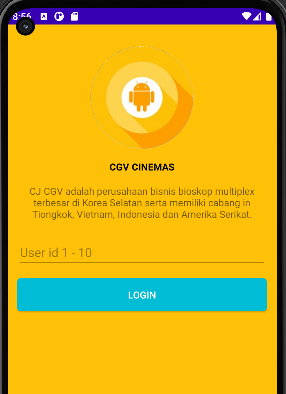 8:56
CGV CINEMAS
CJ CGV adalah perusahaan bisnis bioskop multiplex
terbesar di Korea Selatan serta memiliki cabang in
Tiongkok, Vietnam, Indonesia dan Amerika Serikat.
User id 1 - 10
LOGIN